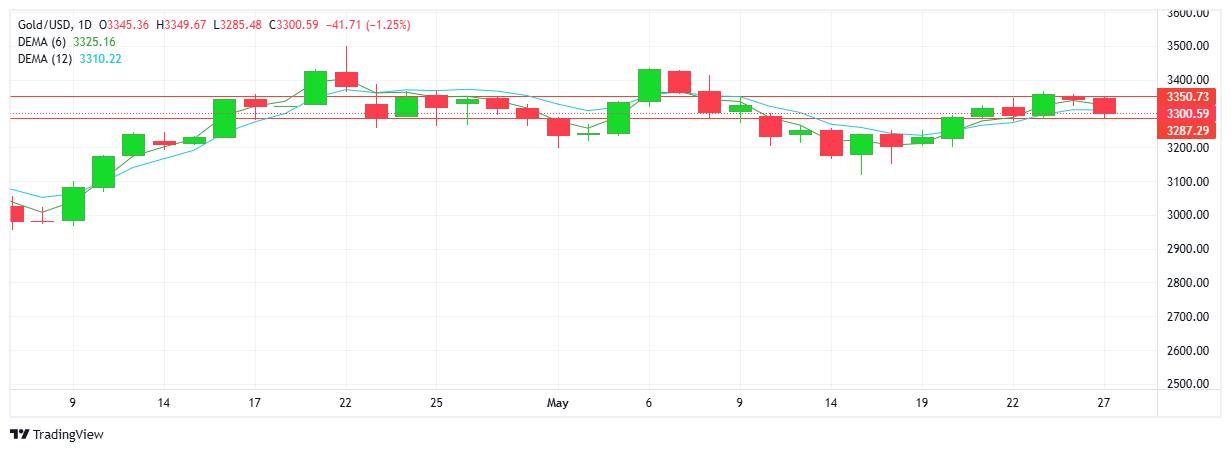 3600.00
Gold/USD, 1D O3345.36 H3349.67 L3285.48 C3300.59 −41.71 (−1.25%)
DEMA (6) 3325.16
DEMA (12) 3310.22
3500.00
3400.00
3350.73
3300.59
3287.29
3200.00
3100.00
3000.00
2900.00
2800.00
2700.00
2600.00
2500.00
9 14 17 22 25 May 6 9 14 19 22 27
TradingView